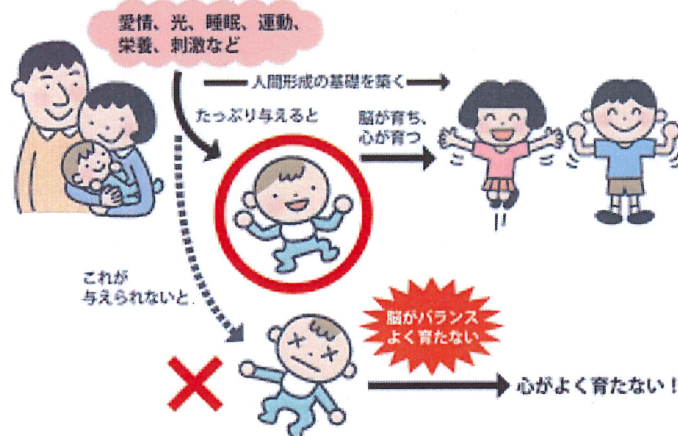 愛情、光、睡眠、運動、
栄養、刺激など
人間形成の基礎を築く
たっぷり与えると
脳が育ち、
心が育つ
これが
与えられないと
脳がバランス
よく育たない
心がよく育たない！